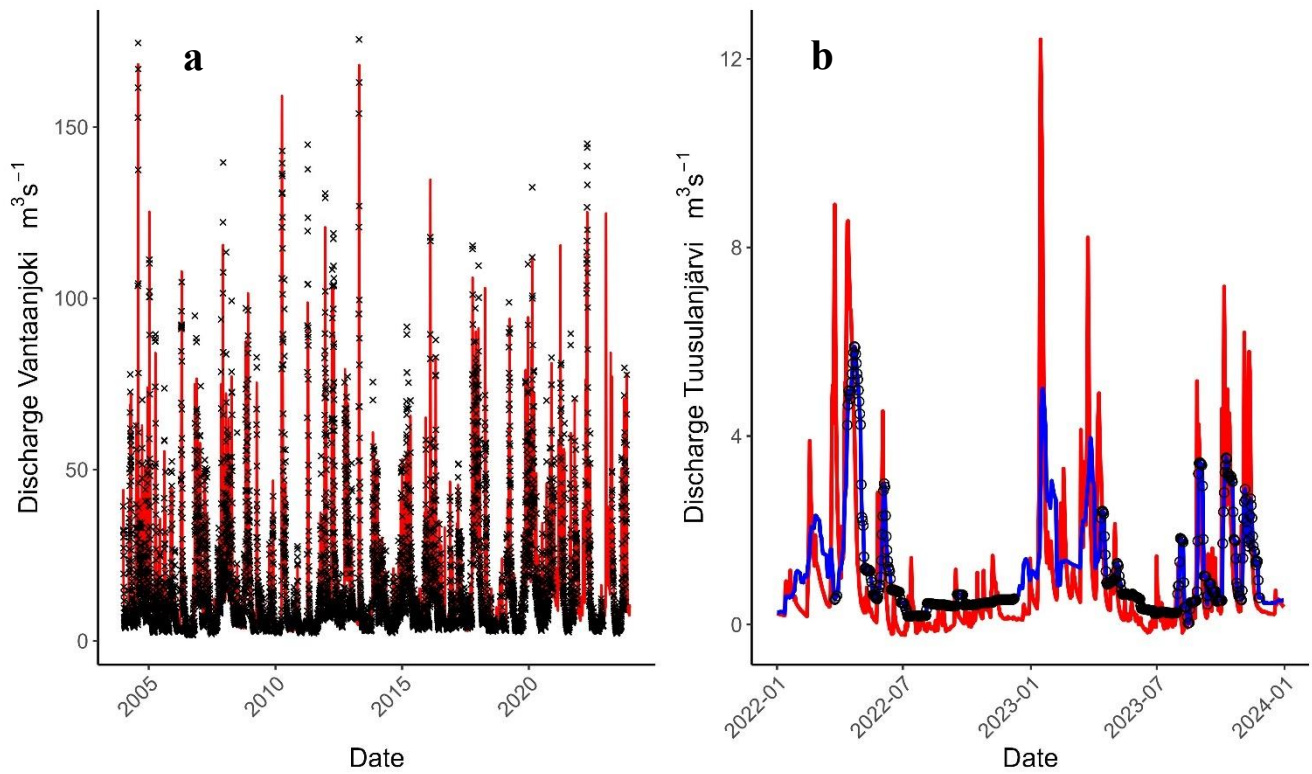 a
Discharge Vantaanjoki m³s⁻¹
150
100
50
0
2005
2010
2015
2020
Date
b
Discharge Tuusulanjärvi m³s⁻¹
12
8
4
0
2022-01
2022-07
2023-01
2023-07
2024-01
Date